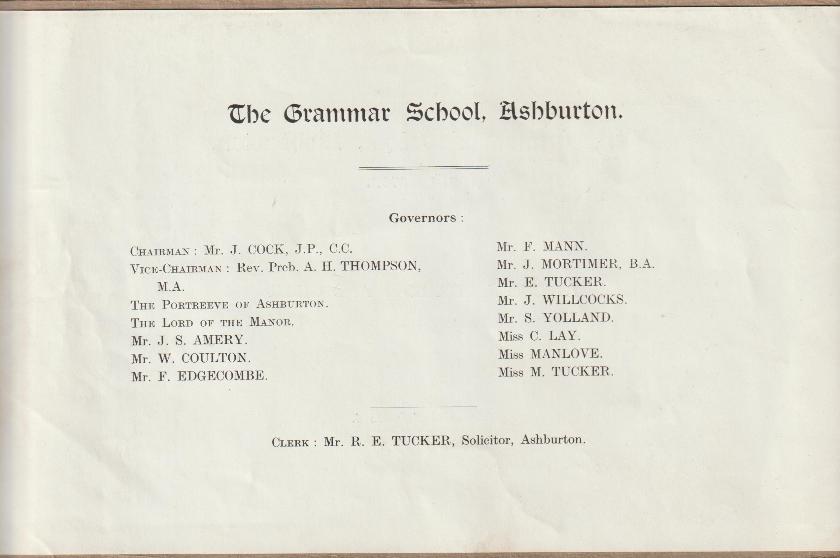 The Grammar School, Ashburton.
Governors :
CHAIRMAN : Mr. J. COCK, J.P., C.C.
VICE-CHAIRMAN : Rev. Preb. A. H. THOMPSON,
M.A.
THE PORTREEVE OF ASHBURTON.
THE LORD OF THE MANOR.
Mr. J. S. AMERY.
Mr. W. COULTON.
Mr. F. EDGECOMBE.
Mr. F. MANN.
Mr. J. MORTIMER, B.A.
Mr. E. TUCKER.
Mr. J. WILLCOCKS.
Mr. S. YOLLAND.
Miss C. LAY.
Miss MANLOVE.
Miss M. TUCKER.
CLERK : Mr. R. E. TUCKER, Solicitor, Ashburton.